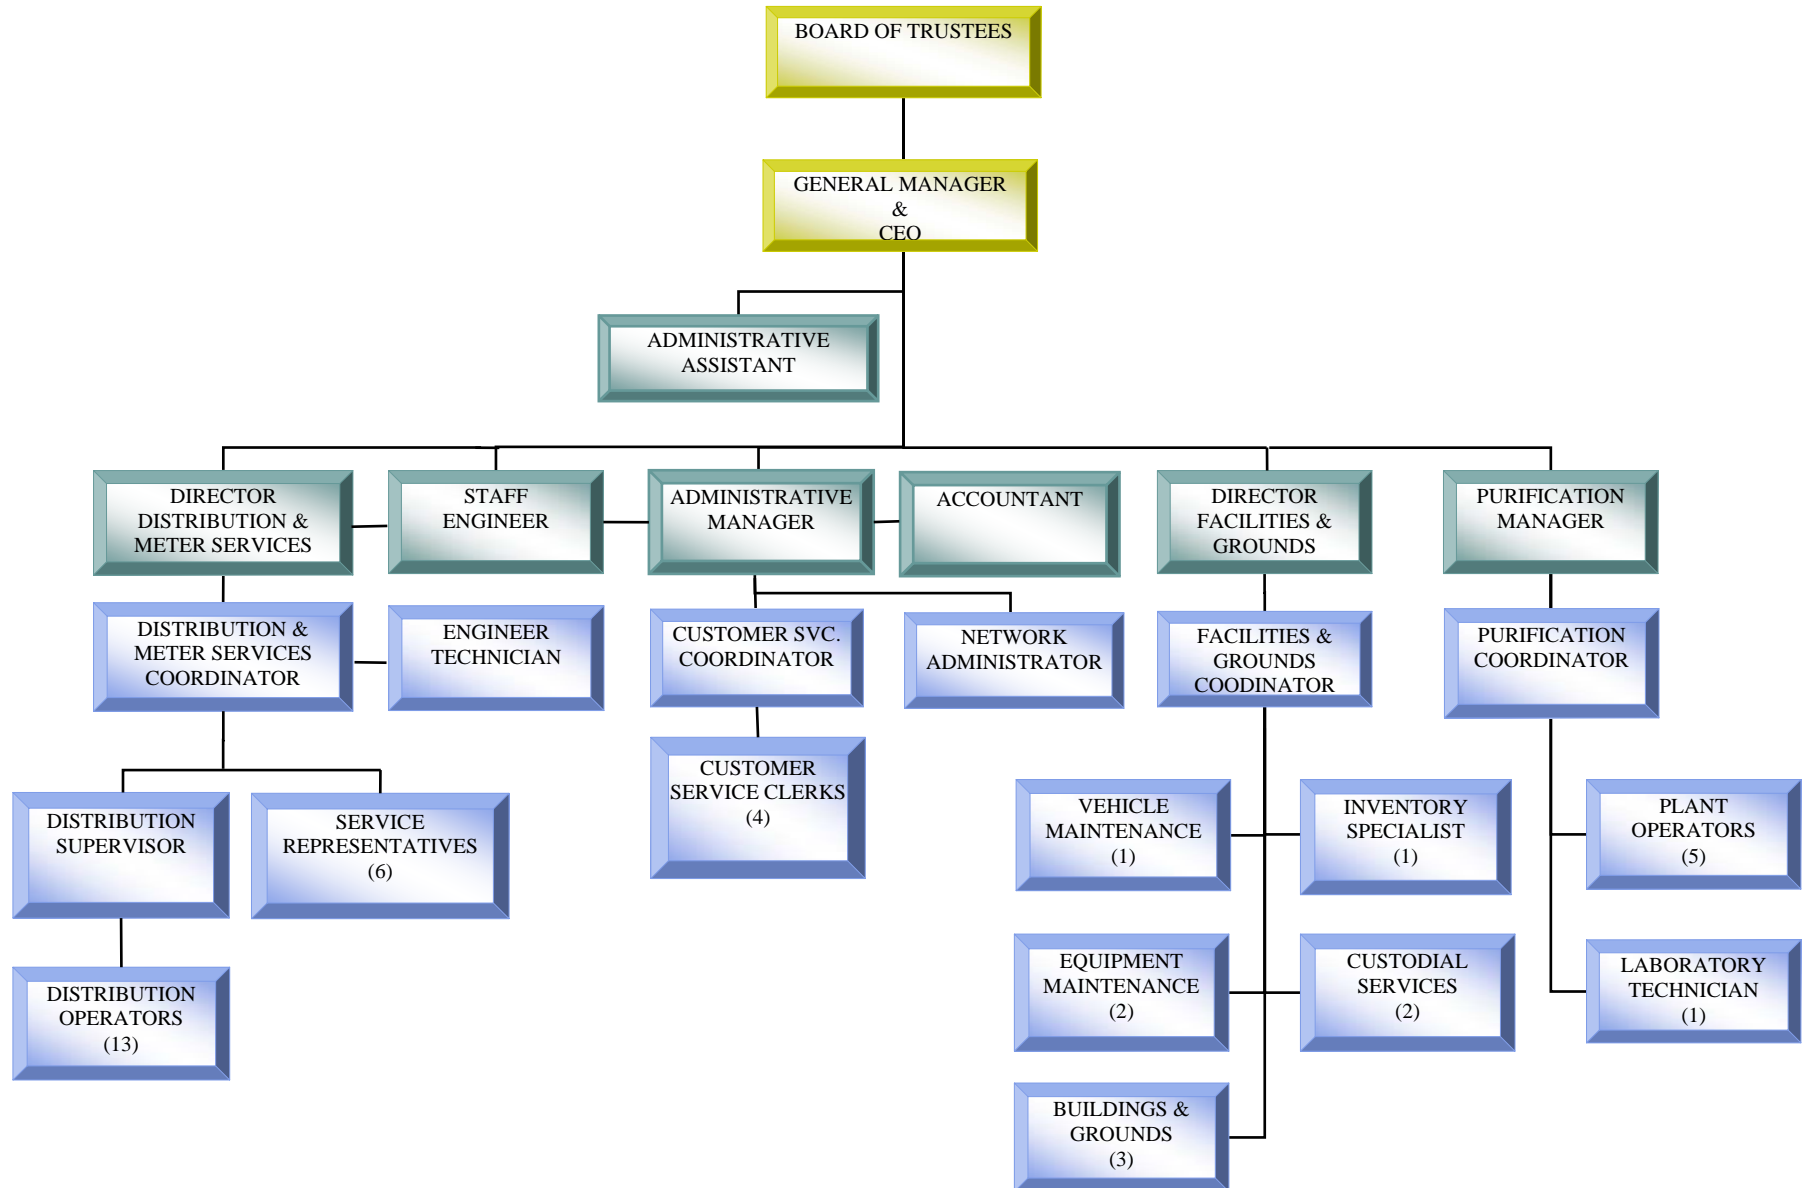 BOARD OF TRUSTEES
GENERAL MANAGER
&
CEO
ADMINISTRATIVE
ASSISTANT
DIRECTOR
DISTRIBUTION &
METER SERVICES
STAFF
ENGINEER
ADMINISTRATIVE
MANAGER
ACCOUNTANT
DIRECTOR
FACILITIES &
GROUNDS
PURIFICATION
MANAGER
DISTRIBUTION &
METER SERVICES
COORDINATOR
ENGINEER
TECHNICIAN
CUSTOMER SVC.
COORDINATOR
NETWORK
ADMINISTRATOR
FACILITIES &
GROUNDS
COODINATOR
PURIFICATION
COORDINATOR
DISTRIBUTION
SUPERVISOR
SERVICE
REPRESENTATIVES
(6)
CUSTOMER
SERVICE CLERKS
(4)
VEHICLE
MAINTENANCE
(1)
INVENTORY
SPECIALIST
(1)
PLANT
OPERATORS
(5)
DISTRIBUTION
OPERATORS
(13)
EQUIPMENT
MAINTENANCE
(2)
CUSTODIAL
SERVICES
(2)
LABORATORY
TECHNICIAN
(1)
BUILDINGS &
GROUNDS
(3)